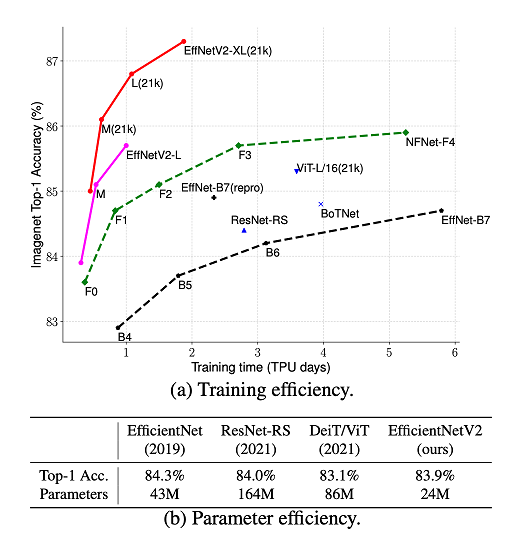 87
86
85
84
83
Imagenet Top-1 Accuracy (%)
EffNetV2-XL(21k)
L(21k)
M(21k)
EffNetV2-L
M
NFNet-F4
F3
F2
F1
F0
ViT-L/16(21k)
EffNet-B7(repro)
BoTNet
ResNet-RS
EffNet-B7
B6
B5
B4
1 2 3 4 5 6
Training time (TPU days)
(a) Training efficiency.
EfficientNet ResNet-RS DeiT/ViT EfficientNetV2
(2019) (2021) (2021) (ours)
Top-1 Acc. 84.3% 84.0% 83.1% 83.9%
Parameters 43M 164M 86M 24M
(b) Parameter efficiency.